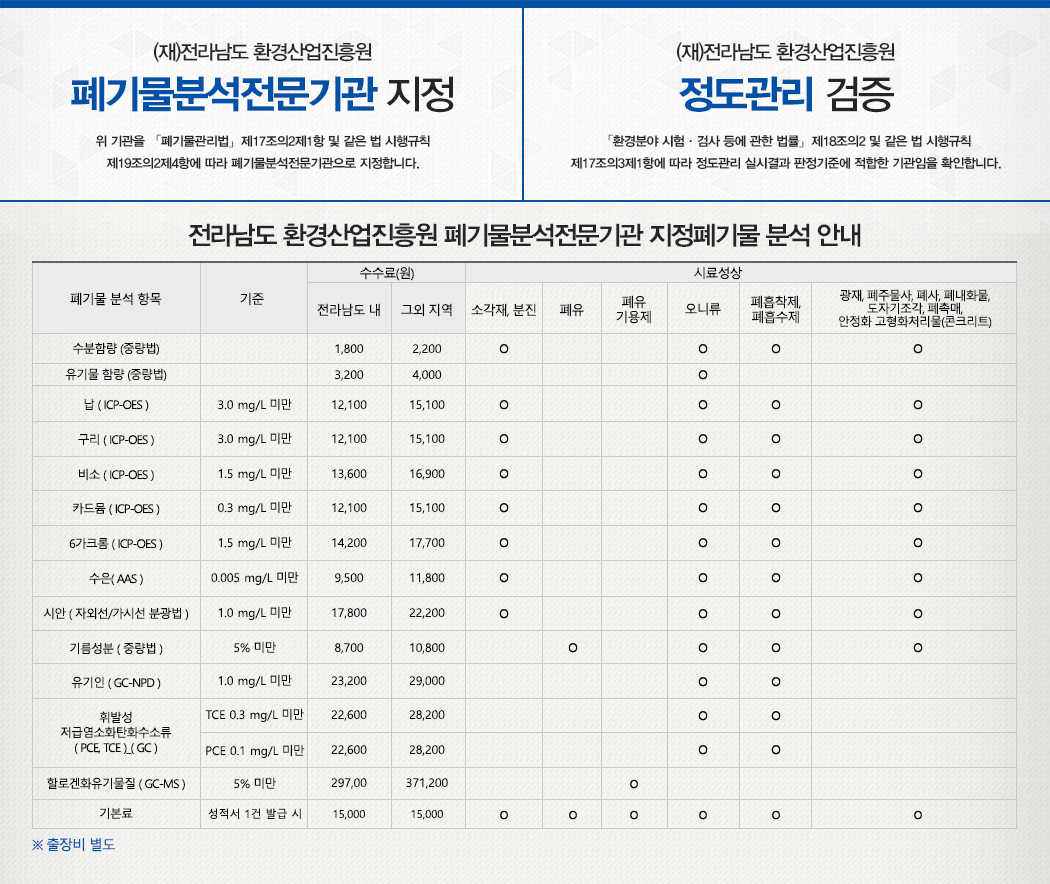 (재)전라남도 환경산업진흥원
폐기물분석전문기관 지정
위 기관을 「폐기물관리법」 제17조의2제1항 및 같은 법 시행규칙
제19조의2제4항에 따라 폐기물분석전문기관으로 지정합니다.
(재)전라남도 환경산업진흥원
정도관리 검증
「환경분야 시험·검사 등에 관한 법률」 제18조의2 및 같은 법 시행규칙
제17조의3제1항에 따라 정도관리 실시결과 판정기준에 적합한 기관임을 확인합니다.
전라남도 환경산업진흥원 폐기물분석전문기관 지정폐기물 분석 안내
폐기물 분석 항목 기준 수수료(원) 시료성상
전라남도 내 그외 지역 소각재, 분진 폐유 폐유 기용제 오니류 폐흡착제, 폐흡수제 광재, 폐주물사, 폐사, 폐내화물, 도자기조각, 폐촉매, 안정화 고형화처리물(콘크리트)
수분함량 (중량법) 1,800 2,200 O O O O
유기물 함량 (중량법) 3,200 4,000 O
납 ( ICP-OES ) 3.0 mg/L 미만 12,100 15,100 O O O O
구리 ( ICP-OES ) 3.0 mg/L 미만 12,100 15,100 O O O O
비소 ( ICP-OES ) 1.5 mg/L 미만 13,600 16,900 O O O O
카드뮴 ( ICP-OES ) 0.3 mg/L 미만 12,100 15,100 O O O O
6가크롬 ( ICP-OES ) 1.5 mg/L 미만 14,200 17,700 O O O O
수은( AAS ) 0.005 mg/L 미만 9,500 11,800 O O O O
시안 ( 자외선/가시선 분광법 ) 1.0 mg/L 미만 17,800 22,200 O O O O
기름성분 ( 중량법 ) 5% 미만 8,700 10,800 O O O O
유기인 ( GC-NPD ) 1.0 mg/L 미만 23,200 29,000 O O
휘발성
저급염소화탄화수소류
( PCE, TCE ) ( GC )
TCE 0.3 mg/L 미만 22,600 28,200 O O
PCE 0.1 mg/L 미만 22,600 28,200 O O
할로겐화유기물질 ( GC-MS ) 5% 미만 297,00 371,200 O
기본료 성적서 1건 발급 시 15,000 15,000 O O O O O O
※ 출장비 별도